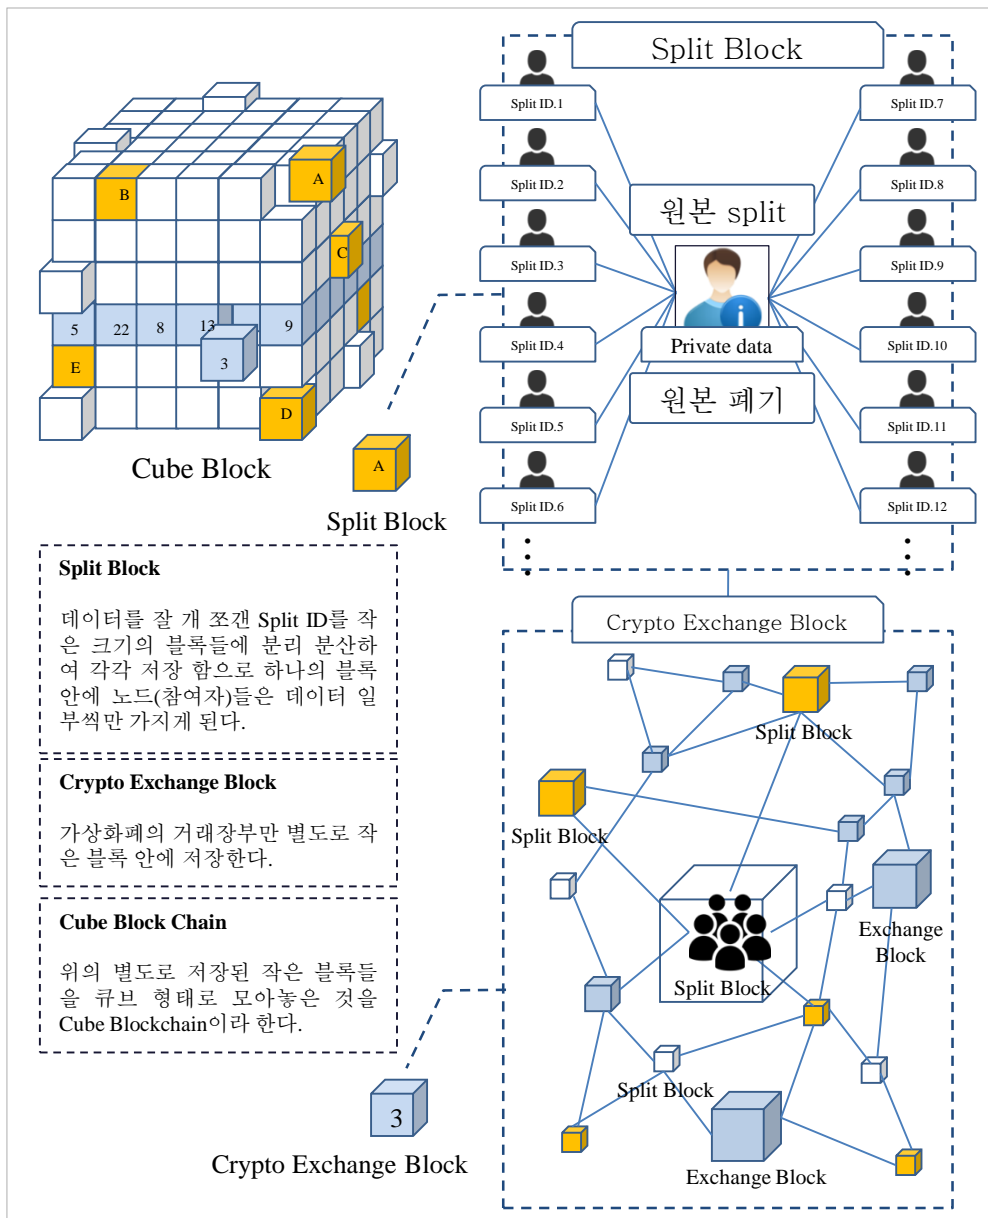 B
A
C
5
22
8
13
9
3
E
D
Cube Block
A
Split Block
Split Block
Split ID.1
Split ID.2
Split ID.3
Split ID.4
Split ID.5
Split ID.6
Split ID.7
Split ID.8
Split ID.9
Split ID.10
Split ID.11
Split ID.12
원본 split
Private data
원본 폐기
Split Block
데이터를 잘 개 쪼갠 Split ID를 작
은 크기의 블록들에 분리 분산하
여 각각 저장 함으로 하나의 블록
안에 노드(참여자)들은 데이터 일
부씩만 가지게 된다.
Crypto Exchange Block
가상화폐의 거래장부만 별도로 작
은 블록 안에 저장한다.
Cube Block Chain
위의 별도로 저장된 작은 블록들
을 큐브 형태로 모아놓은 것을
Cube Blockchain이라 한다.
3
Crypto Exchange Block
Crypto Exchange Block
Split Block
Split Block
Exchange
Block
Split Block
Split Block
Exchange Block